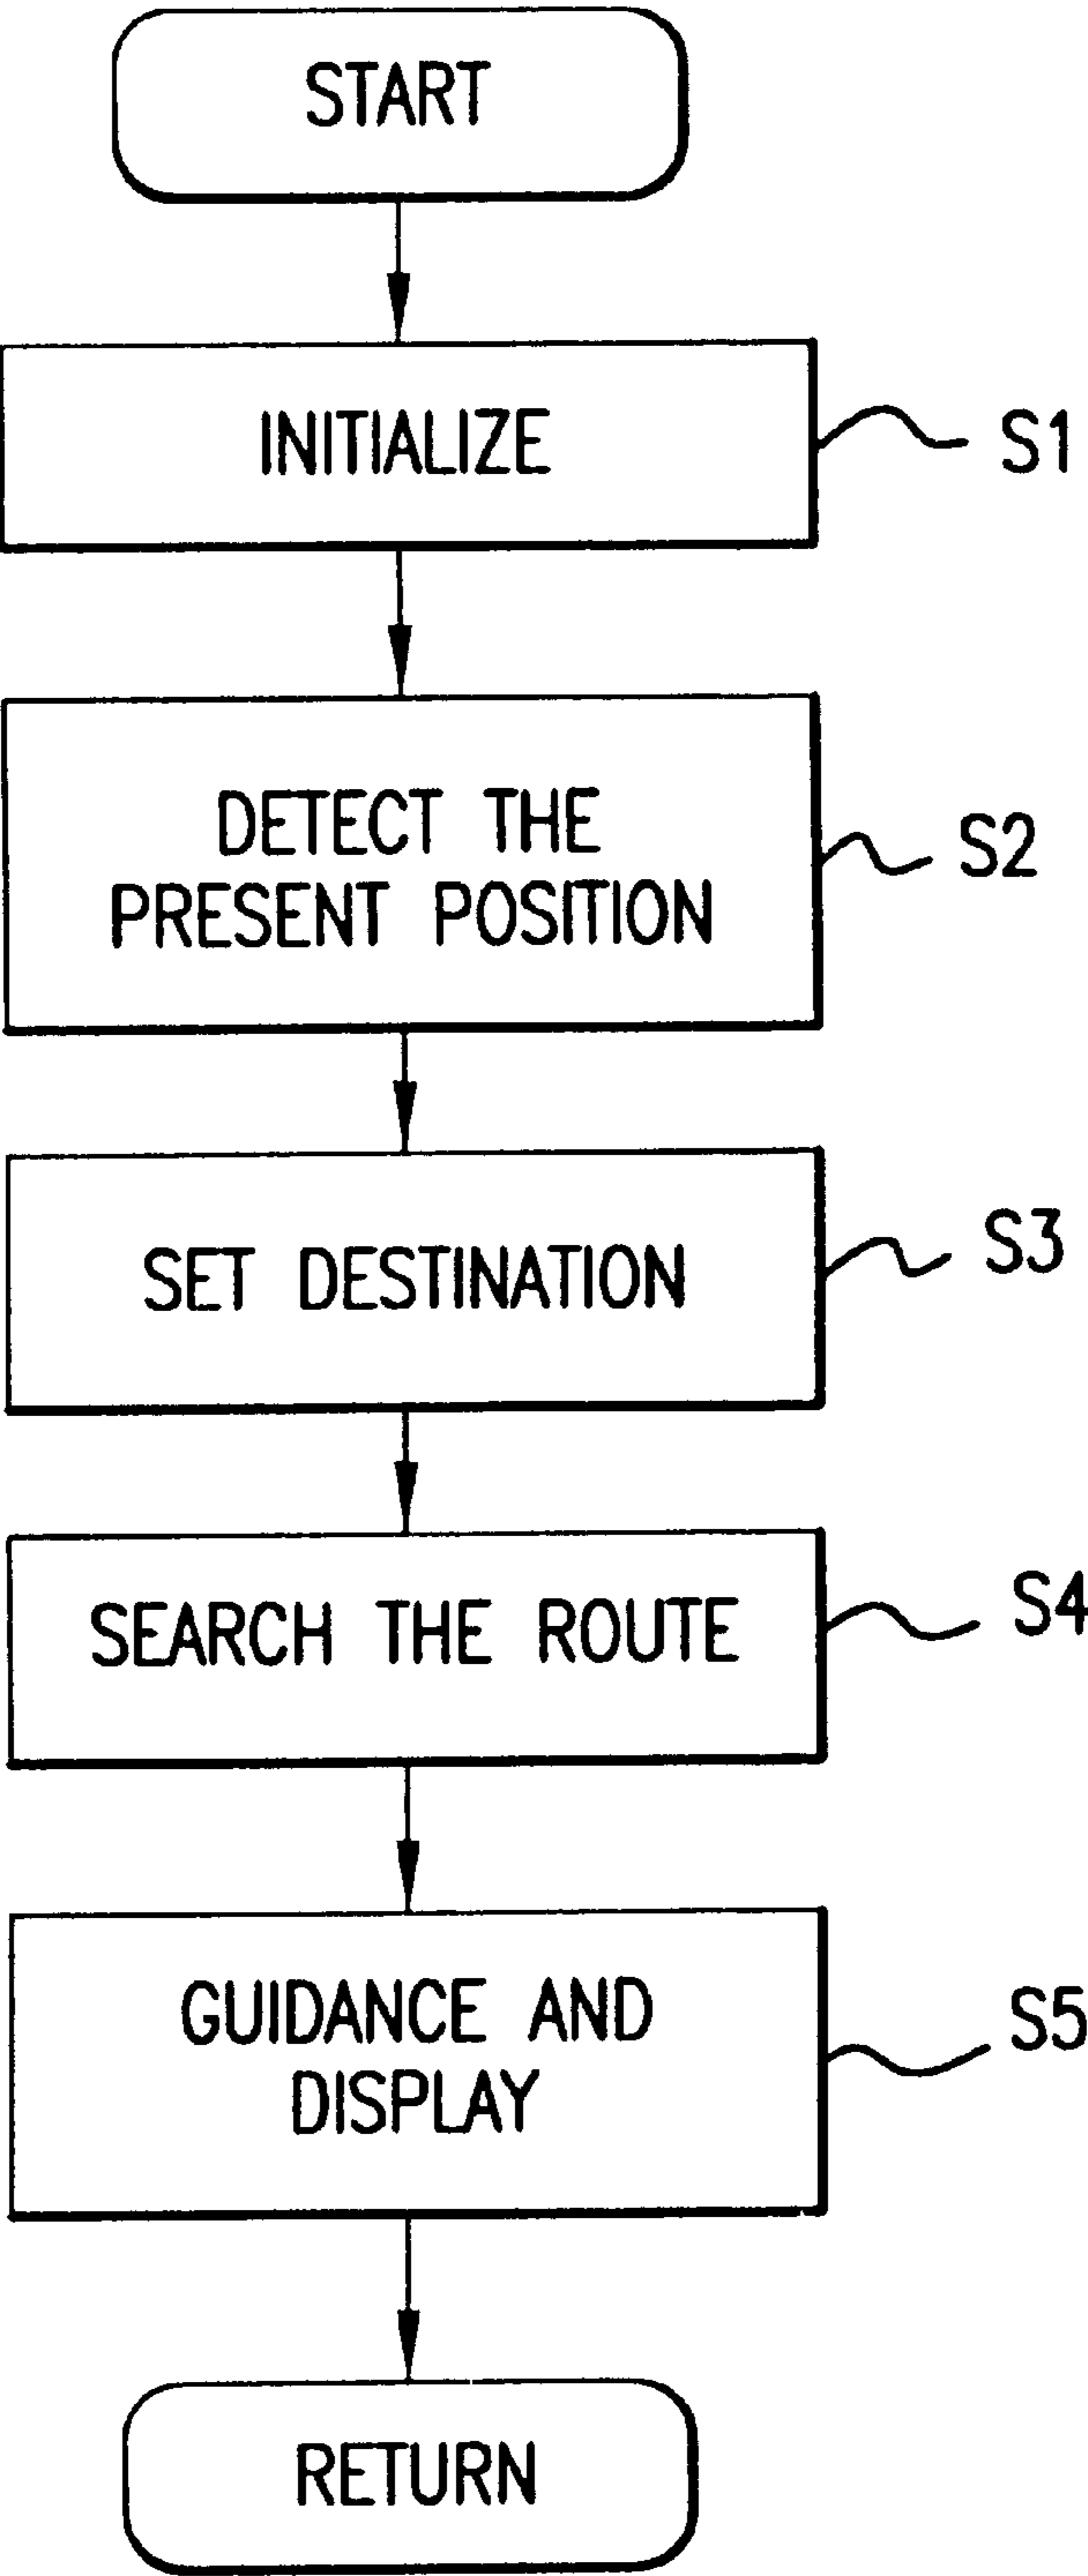 START
INITIALIZE
S1
DETECT THE
PRESENT POSITION
S2
SET DESTINATION
S3
SEARCH THE ROUTE
S4
GUIDANCE AND
DISPLAY
S5
RETURN